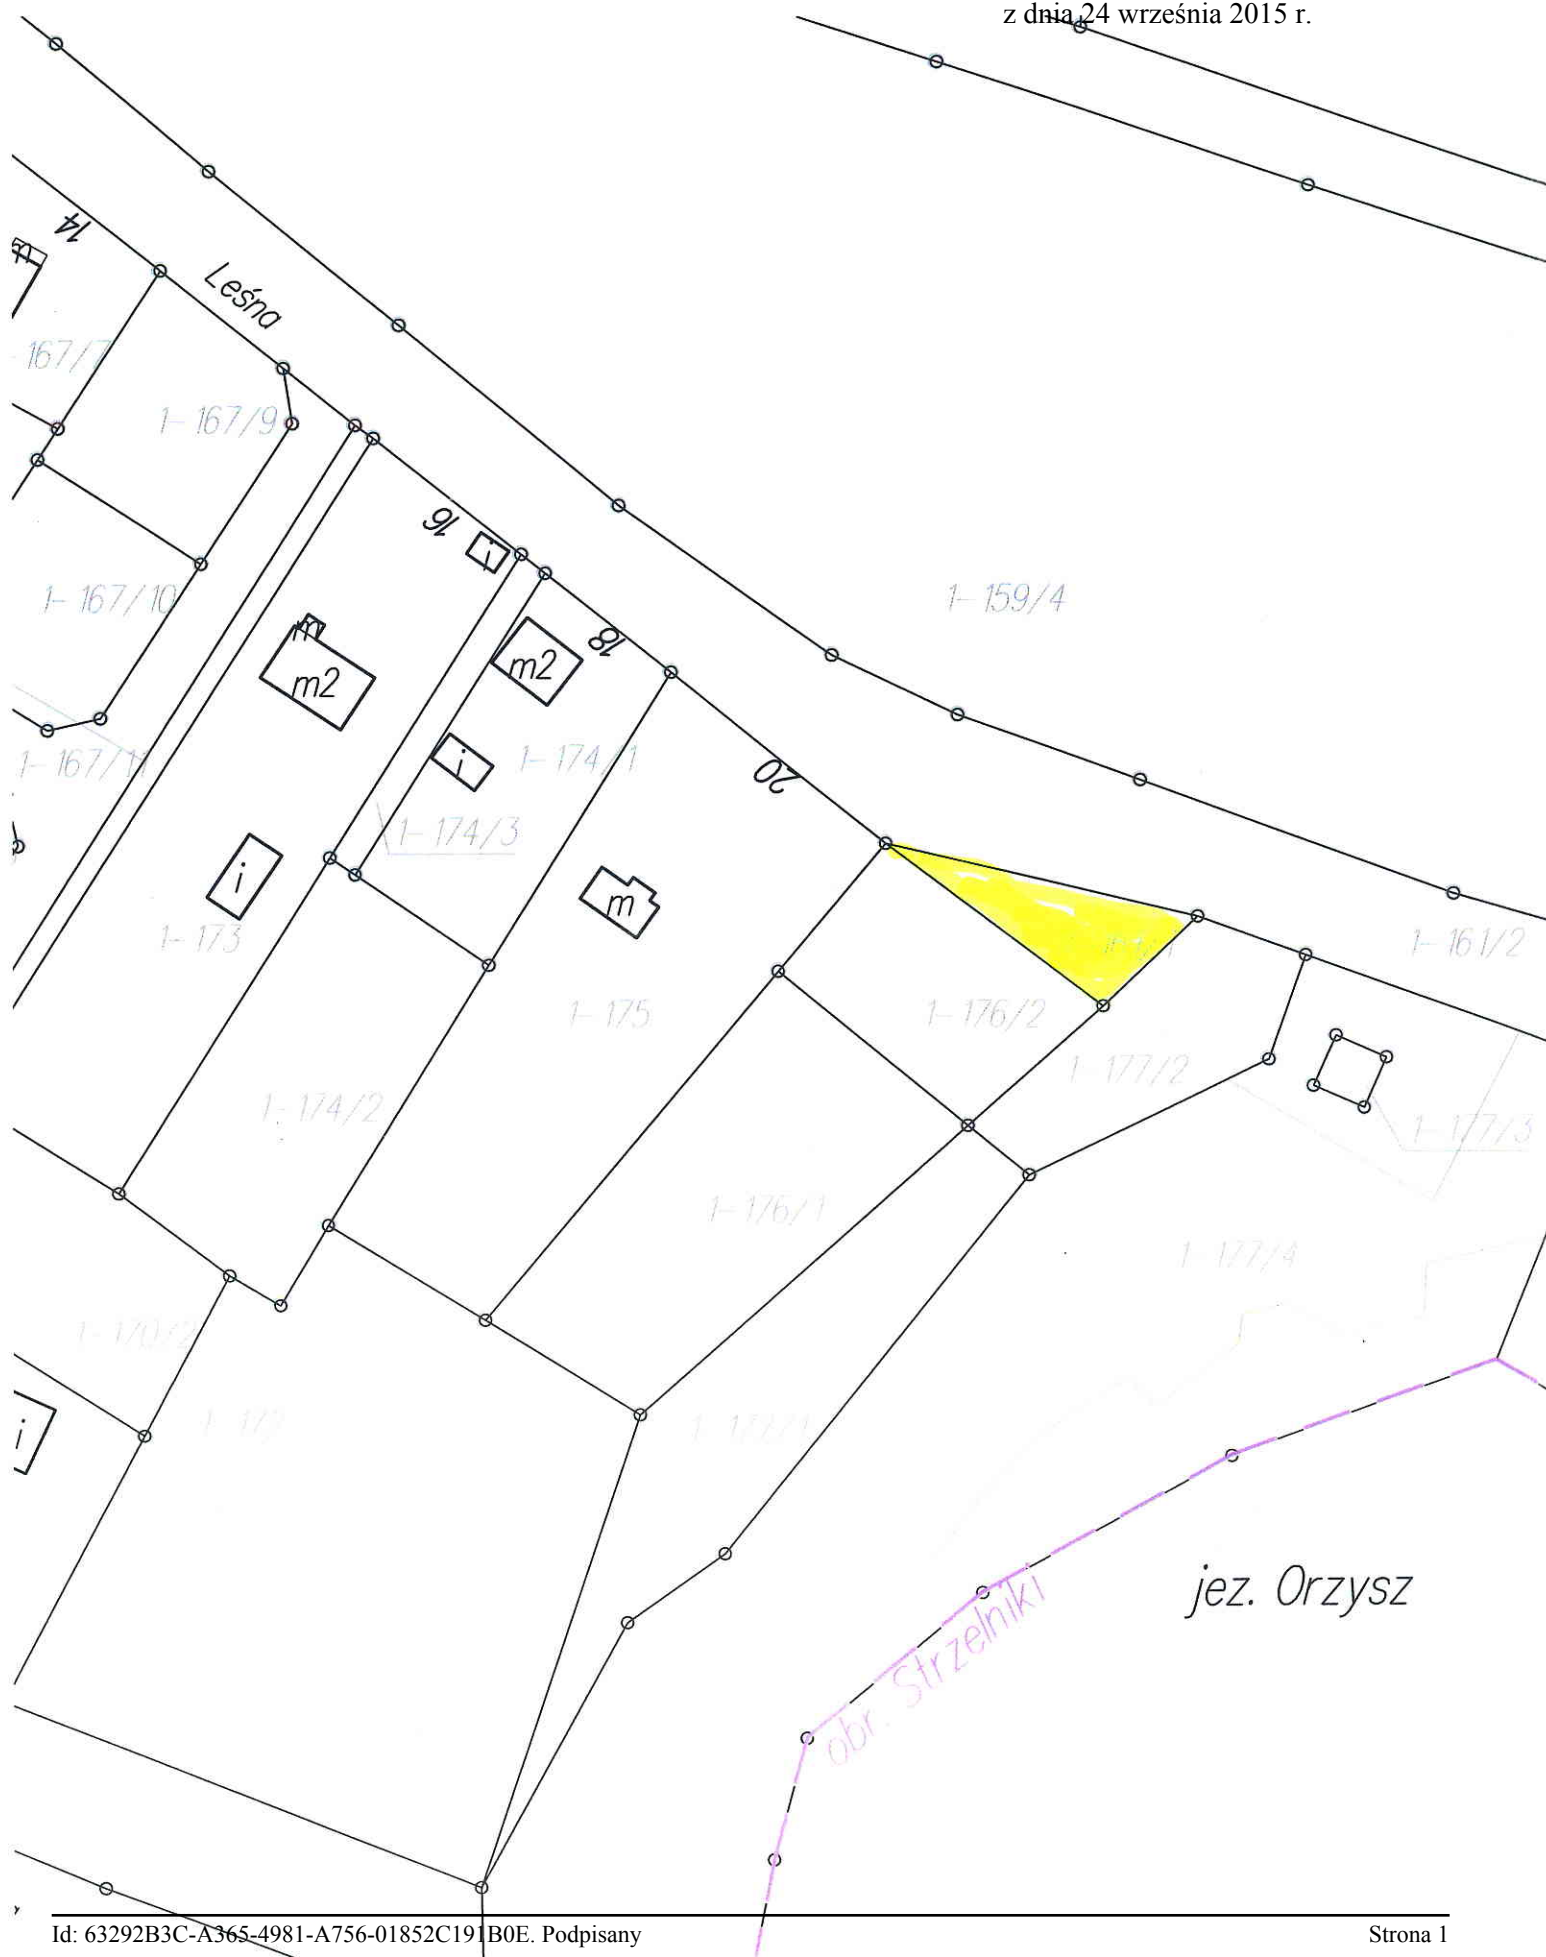 z dnia 24 września 2015 r.
14
m
Leśna
167/7
1-167/9
16
i
1-167/10
1-159/4
m
m2
18
m2
1-167/11
i
1-174/1
20
1-174/3
i
m
1-173
1-161/2
1-175
1-176/2
1-177/2
1-174/2
1-177/3
1-176/1
1-177/4
1-170/2
i
jez. Orzysz
obr. Strzelniki
Id: 63292B3C-A365-4981-A756-01852C191B0E. Podpisany
Strona 1